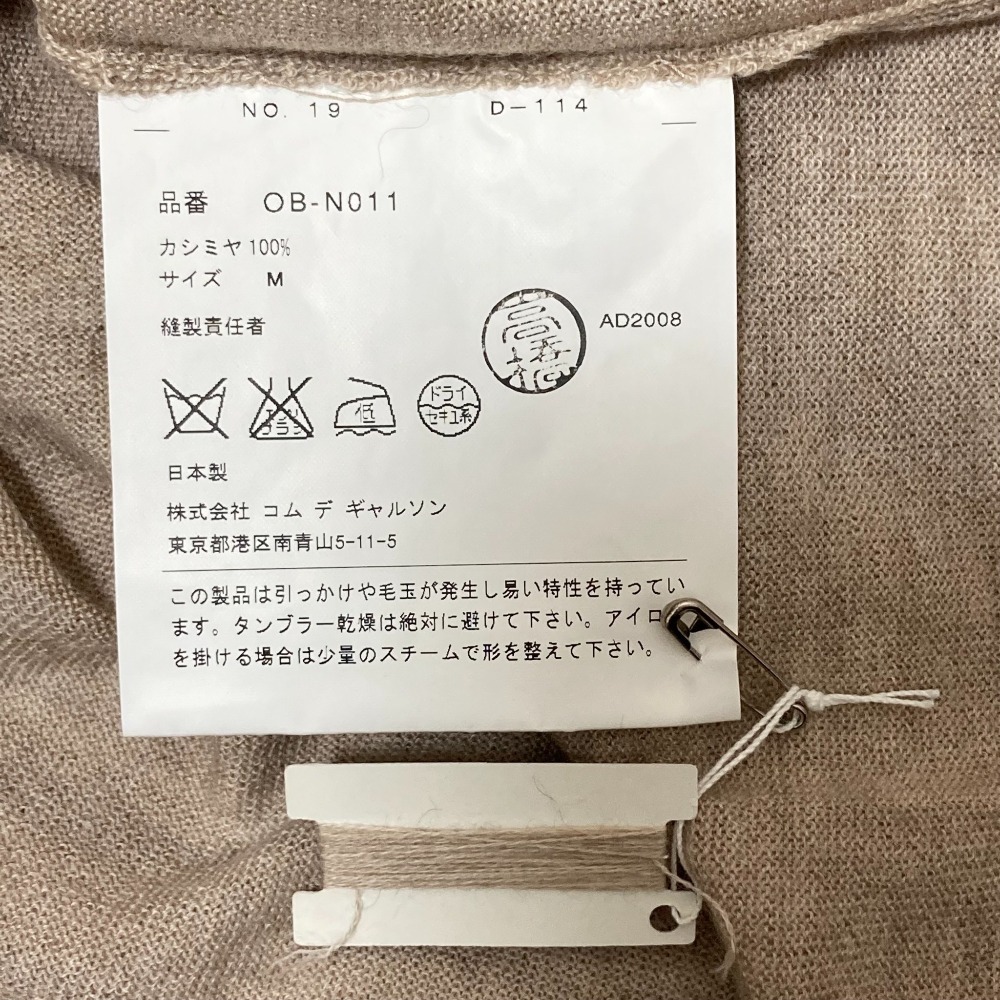 NO. 19 D-114
品番 OB-N011
カシミヤ100%
サイズ M
縫製責任者
高橋
AD2008
低
ドライ
セキユ系
日本製
株式会社 コム デ ギャルソン
東京都港区南青山5-11-5
この製品は引っかけや毛玉が発生し易い特性を持ってい
ます。タンブラー乾燥は絶対に避けて下さい。アイロ
を掛ける場合は少量のスチームで形を整えて下さい。